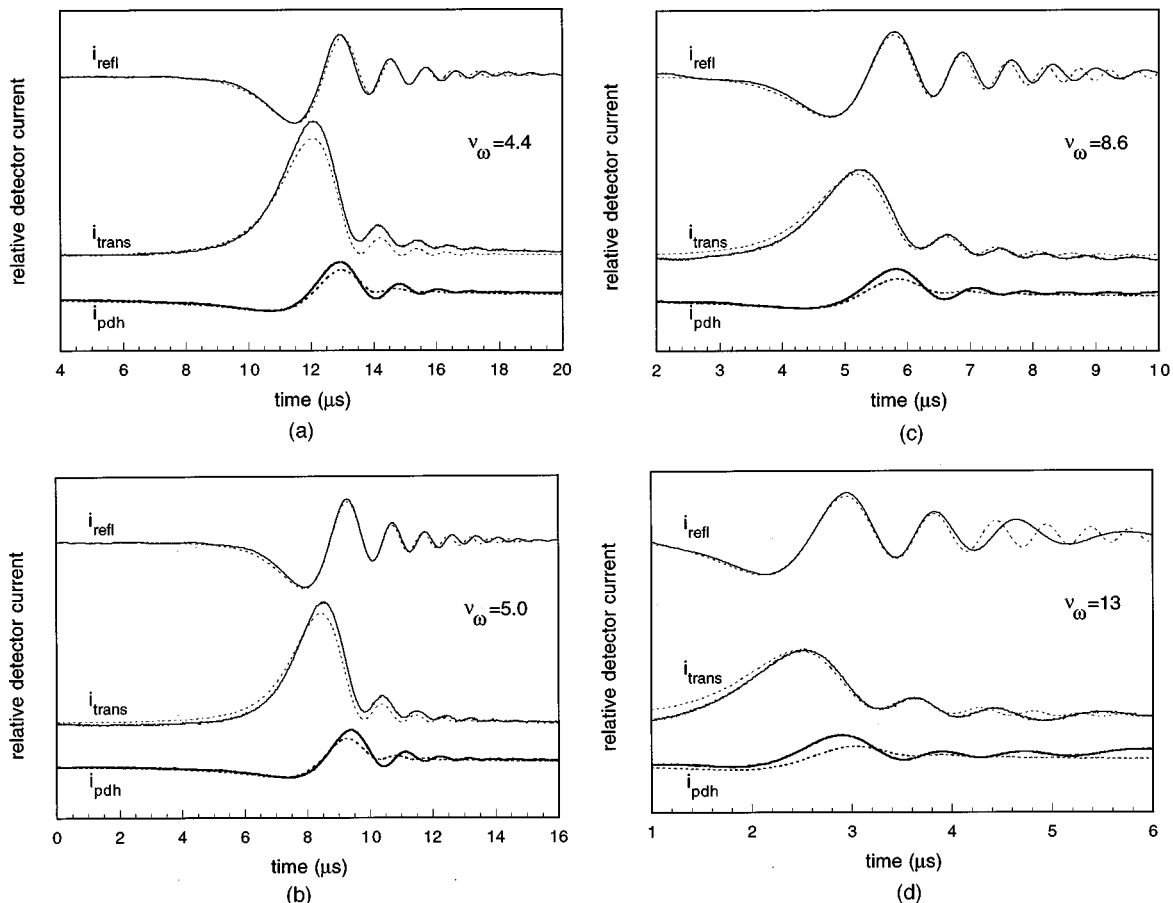 relative detector current
i_refl
ν_ω=4.4
i_trans
i_pdh
4 6 8 10 12 14 16 18 20
time (μs)
(a)
relative detector current
i_refl
ν_ω=8.6
i_trans
i_pdh
2 3 4 5 6 7 8 9 10
time (μs)
(c)
relative detector current
i_refl
ν_ω=5.0
i_trans
i_pdh
0 2 4 6 8 10 12 14 16
time (μs)
(b)
relative detector current
i_refl
ν_ω=13
i_trans
i_pdh
1 2 3 4 5 6
time (μs)
(d)